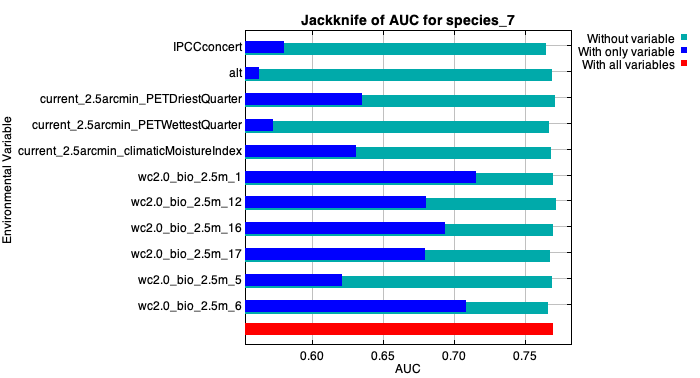 Jackknife of AUC for species_7
Without variable
With only variable
With all variables
Environmental Variable
IPCCconcert
alt
current_2.5arcmin_PETDriestQuarter
current_2.5arcmin_PETWettestQuarter
current_2.5arcmin_climaticMoistureIndex
wc2.0_bio_2.5m_1
wc2.0_bio_2.5m_12
wc2.0_bio_2.5m_16
wc2.0_bio_2.5m_17
wc2.0_bio_2.5m_5
wc2.0_bio_2.5m_6
0.60 0.65 0.70 0.75
AUC